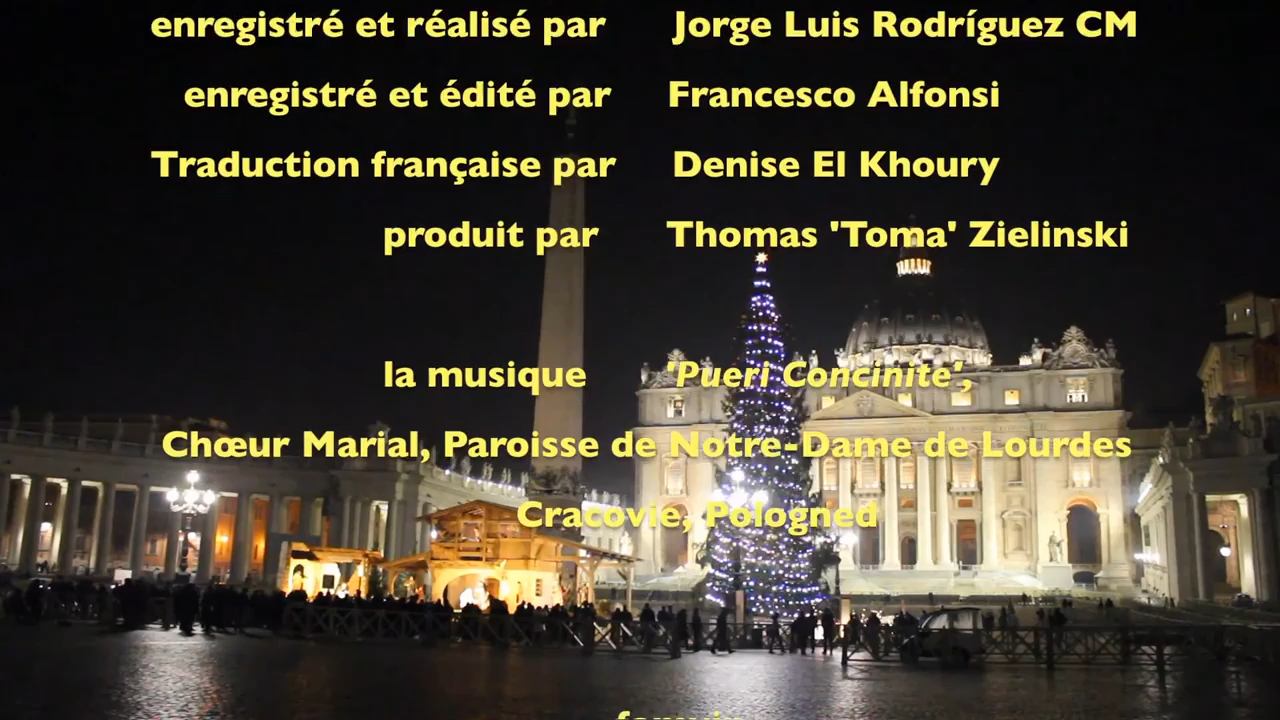 enregistré et réalisé par Jorge Luis Rodríguez CM
enregistré et édité par Francesco Alfonsi
Traduction française par Denise El Khoury
produit par Thomas 'Toma' Zielinski
la musique 'Pueri Concinite',
Chœur Marial, Paroisse de Notre-Dame de Lourdes
Cracovie, Pologned